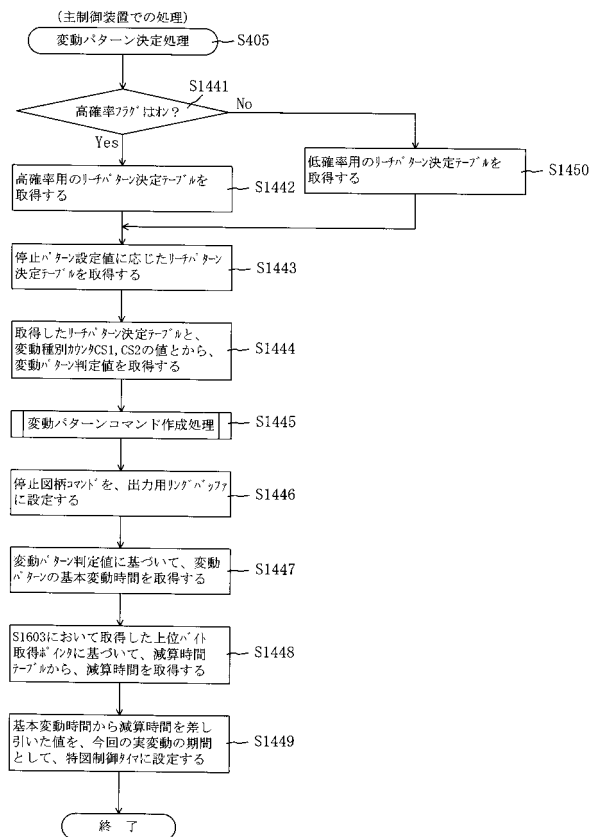 (主制御装置での処理)
変動パターン決定処理
S405
S1441
高確率フラグはオン?
No
Yes
高確率用のリーチパターン決定テーブルを
取得する
S1442
低確率用のリーチパターン決定テーブルを
取得する
S1450
停止パターン設定値に応じたリーチパターン
決定テーブルを取得する
S1443
取得したリーチパターン決定テーブルと、
変動種別カウンタCS1,CS2の値とから、
変動パターン判定値を取得する
S1444
変動パターンコマンド作成処理
S1445
停止図柄コマンドを、出力用リングバッファ
に設定する
S1446
変動パターン判定値に基づいて、変動
パターンの基本変動時間を取得する
S1447
S1603において取得した上位バイト
取得ポインタに基づいて、減算時間
テーブルから、減算時間を取得する
S1448
基本変動時間から減算時間を差し
引いた値を、今回の実変動の期間
として、特図制御タイマに設定する
S1449
終 了